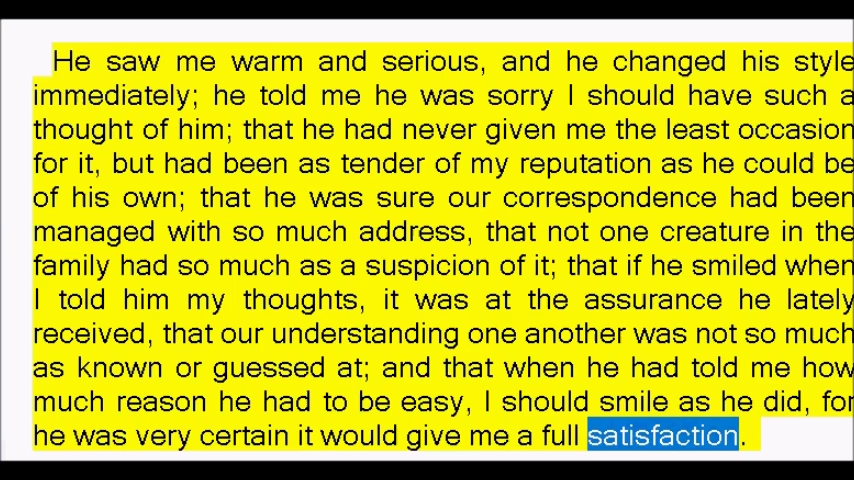 He saw me warm and serious, and he changed his style
immediately; he told me he was sorry I should have such a
thought of him; that he had never given me the least occasion
for it, but had been as tender of my reputation as he could be
of his own; that he was sure our correspondence had been
managed with so much address, that not one creature in the
family had so much as a suspicion of it; that if he smiled when
I told him my thoughts, it was at the assurance he lately
received, that our understanding one another was not so much
as known or guessed at; and that when he had told me how
much reason he had to be easy, I should smile as he did, for
he was very certain it would give me a full satisfaction.